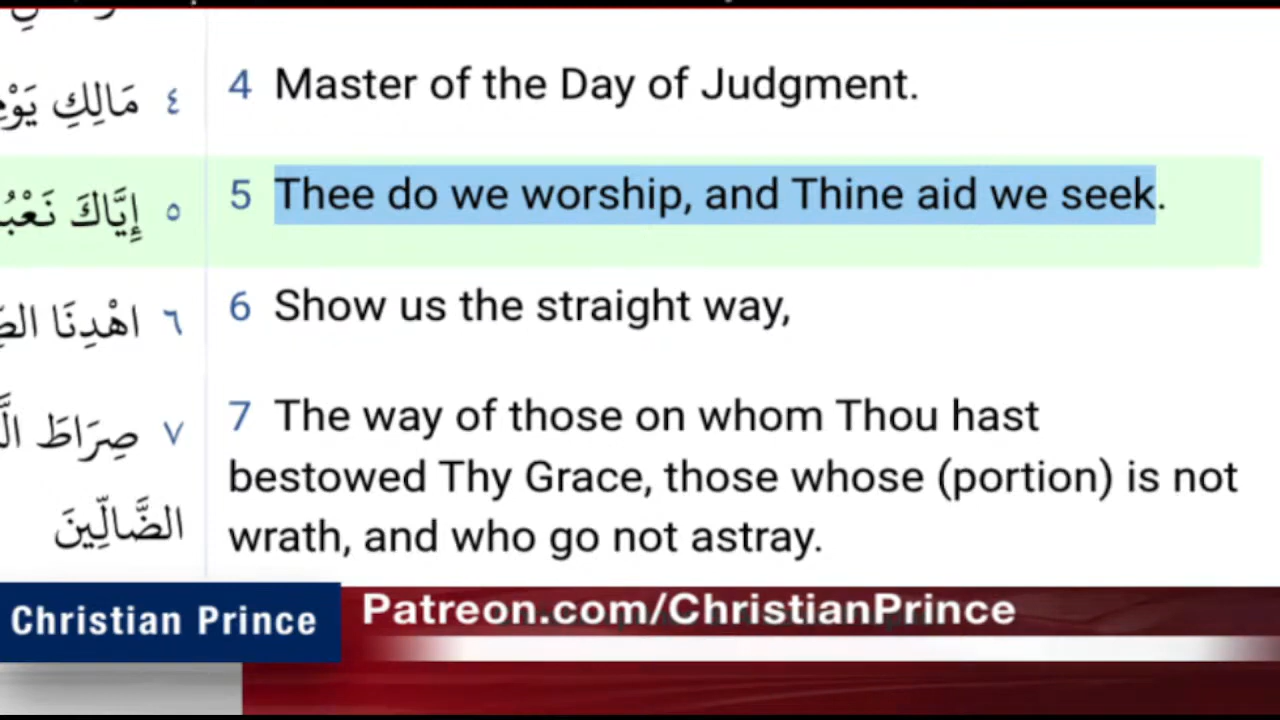 ٤ مَالِكِ
4 Master of the Day of Judgment.
٥ إِيَّاكَ
5 Thee do we worship, and Thine aid we seek.
٦ اهْدِنَا
6 Show us the straight way,
٧ صِرَاطَ
الضَّالِّينَ
7 The way of those on whom Thou hast
bestowed Thy Grace, those whose (portion) is not
wrath, and who go not astray.
Christian Prince
Patreon.com/ChristianPrince